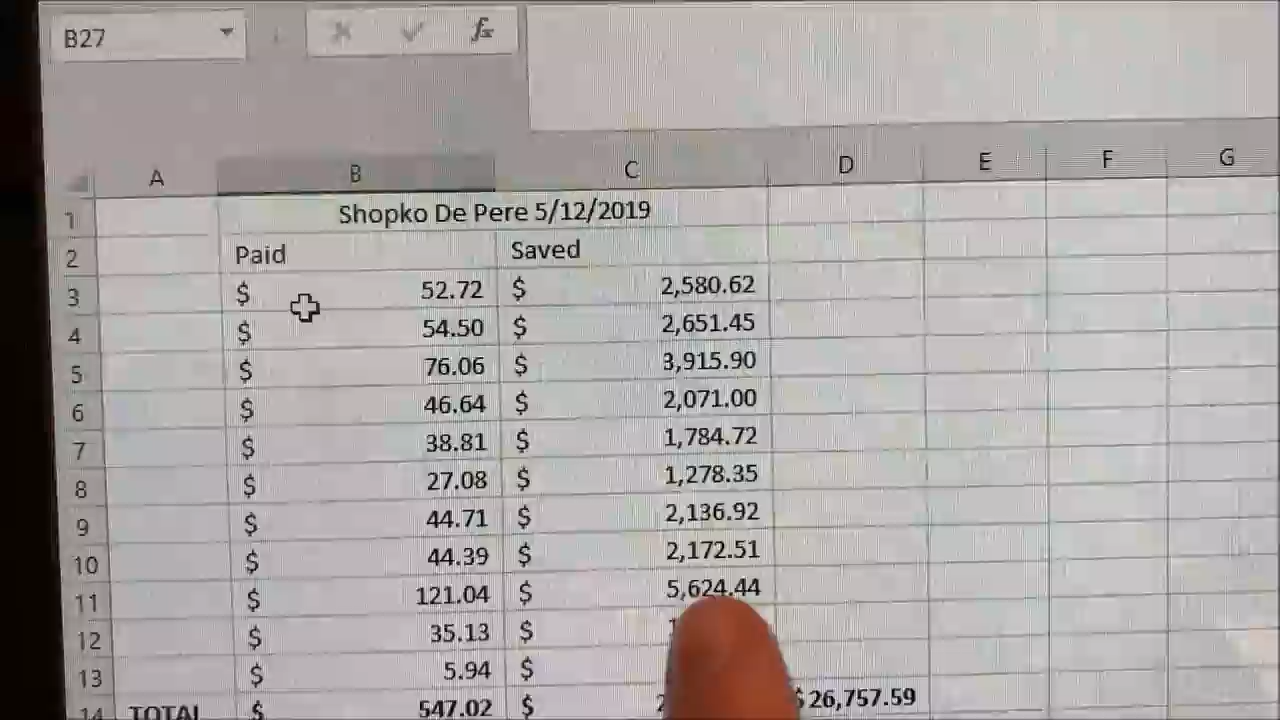 B27 fx
A B C D E F G
1 Shopko De Pere 5/12/2019
2 Paid Saved
3 $ 52.72 $ 2,580.62
4 $ 54.50 $ 2,651.45
5 $ 76.06 $ 3,915.90
6 $ 46.64 $ 2,071.00
7 $ 38.81 $ 1,784.72
8 $ 27.08 $ 1,278.35
9 $ 44.71 $ 2,136.92
10 $ 44.39 $ 2,172.51
11 $ 121.04 $ 5,624.44
12 $ 35.13 $
13 $ 5.94 $
14 TOTAL $ 547.02 $ $26,757.59